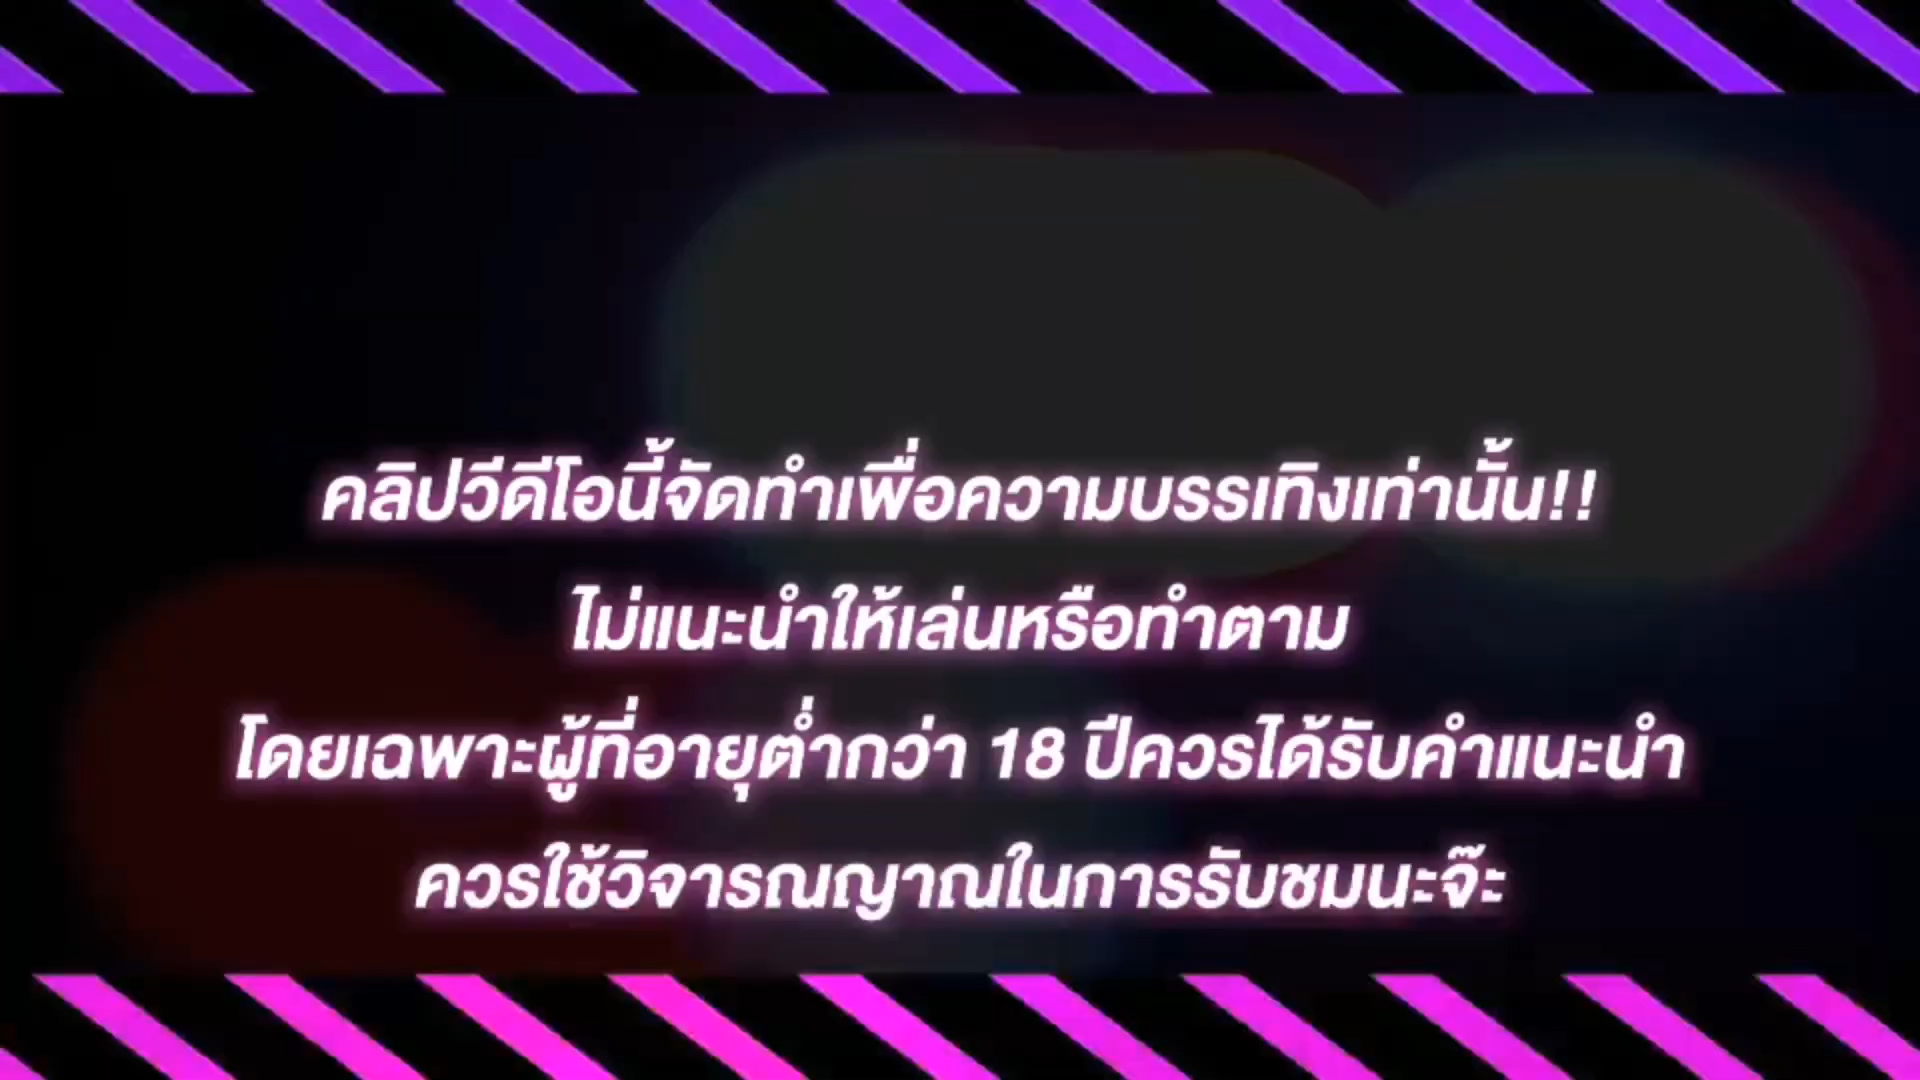 คลิปวีดีโอนี้จัดทำเพื่อความบรรเทิงเท่านั้น!!
ไม่แนะนำให้เล่นหรือทำตาม
โดยเฉพาะผู้ที่อายุต่ำกว่า 18 ปีควรได้รับคำแนะนำ
ควรใช้วิจารณญาณในการรับชมนะจ๊ะ